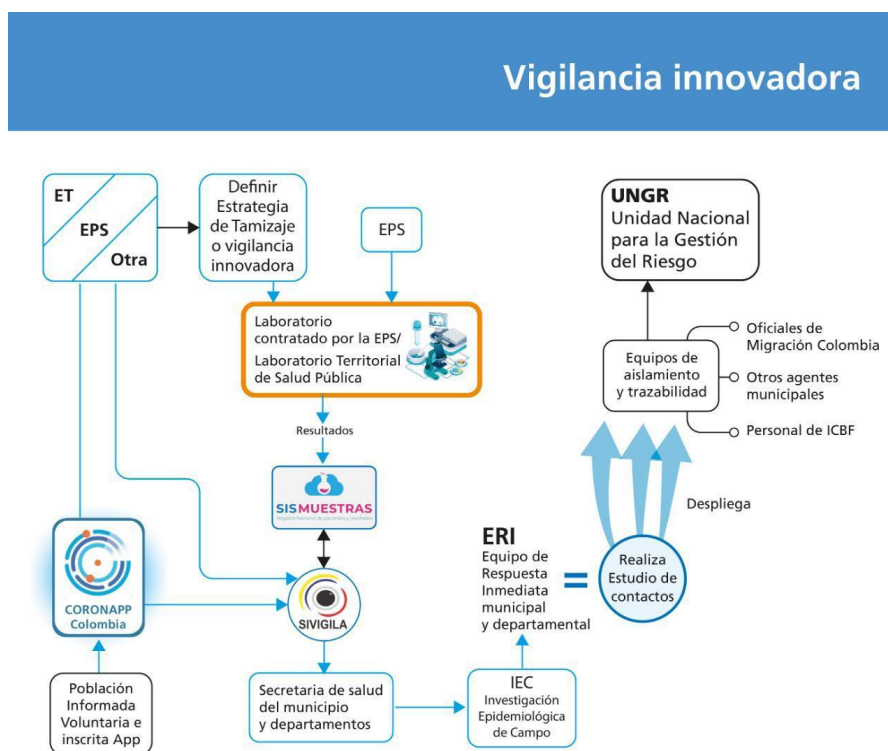 Vigilancia innovadora
ET
EPS
Otra
Definir
Estrategia
de Tamizaje
o vigilancia
innovadora
EPS
UNGR
Unidad Nacional
para la Gestión
del Riesgo
Laboratorio
contratado por la EPS/
Laboratorio Territorial
de Salud Pública
Equipos de
aislamiento
y trazabilidad
Oficiales de
Migración Colombia
Otros agentes
municipales
Personal de ICBF
Resultados
SISMUESTRAS
Despliega
ERI
Equipo de
Respuesta
Inmediata
municipal
y departamental
=
Realiza
Estudio de
contactos
CORONAPP
Colombia
SIVIGILA
Población
Informada
Voluntaria e
inscrita App
Secretaria de salud
del municipio
y departamentos
IEC
Investigación
Epidemiológica
de Campo